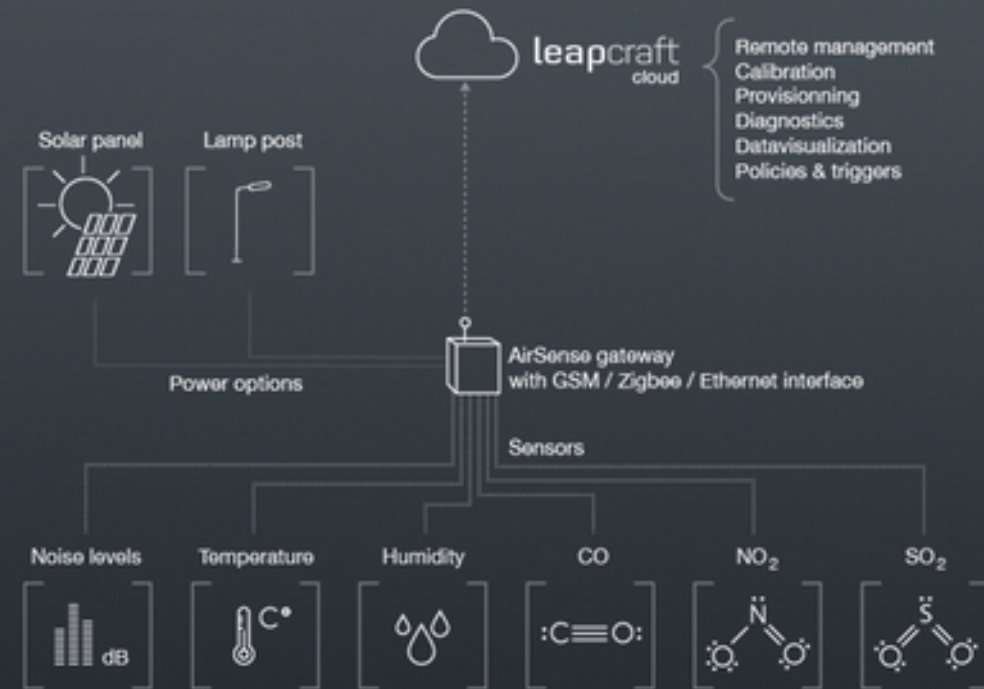 leapcraft
cloud
Remote management
Calibration
Provisionning
Diagnostics
Datavisualization
Policies & triggers
Solar panel
Lamp post
AirSense gateway
with GSM / Zigbee / Ethernet interface
Power options
Sensors
Noise levels
Temperature
Humidity
CO
NO₂
SO₂
dB
C°
:C≡O:
N
O O
S
O O